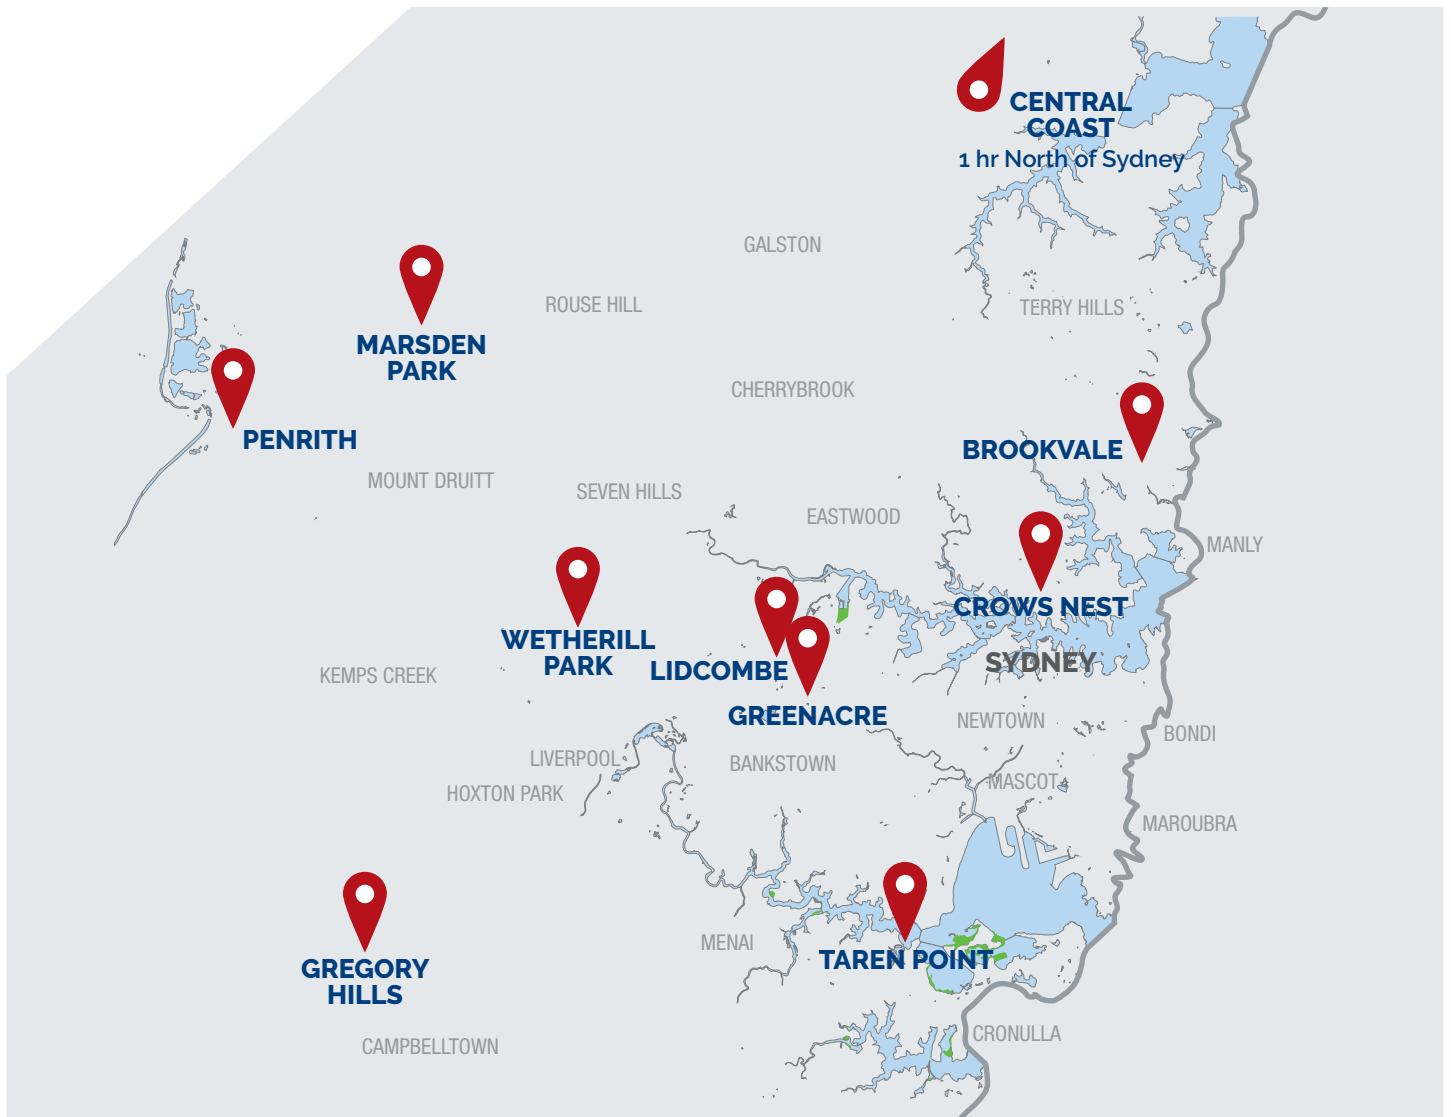 CENTRAL
COAST
1 hr North of Sydney
GALSTON
ROUSE HILL
TERRY HILLS
MARSDEN
PARK
CHERRYBROOK
PENRITH
BROOKVALE
MOUNT DRUITT
SEVEN HILLS
EASTWOOD
MANLY
CROWS NEST
WETHERILL
PARK
LIDCOMBE
SYDNEY
KEMPS CREEK
GREENACRE
NEWTOWN
BONDI
LIVERPOOL
BANKSTOWN
MASCOT
HOXTON PARK
MAROUBRA
MENAI
TAREN POINT
GREGORY
HILLS
CRONULLA
CAMPBELLTOWN